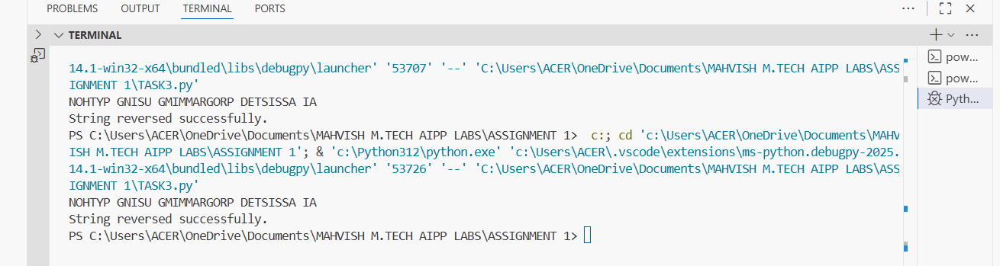 PROBLEMS OUTPUT TERMINAL PORTS
TERMINAL
14.1-win32-x64\bundled\libs\debugpy\launcher' '53707' '--' 'C:\Users\ACER\OneDrive\Documents\MAHVISH M.TECH AIPP LABS\ASS
IGNMENT 1\TASK3.py'
NOHTYP GNISU GMIMMARGORP DETSISSA IA
String reversed successfully.
PS C:\Users\ACER\OneDrive\Documents\MAHVISH M.TECH AIPP LABS\ASSIGNMENT 1> c:; cd 'c:\Users\ACER\OneDrive\Documents\MAHV
ISH M.TECH AIPP LABS\ASSIGNMENT 1'; & 'c:\Python312\python.exe' 'c:\Users\ACER\.vscode\extensions\ms-python.debugpy-2025.
14.1-win32-x64\bundled\libs\debugpy\launcher' '53726' '--' 'C:\Users\ACER\OneDrive\Documents\MAHVISH M.TECH AIPP LABS\ASS
IGNMENT 1\TASK3.py'
NOHTYP GNISU GMIMMARGORP DETSISSA IA
String reversed successfully.
PS C:\Users\ACER\OneDrive\Documents\MAHVISH M.TECH AIPP LABS\ASSIGNMENT 1>
pow...
pow...
Pyth...